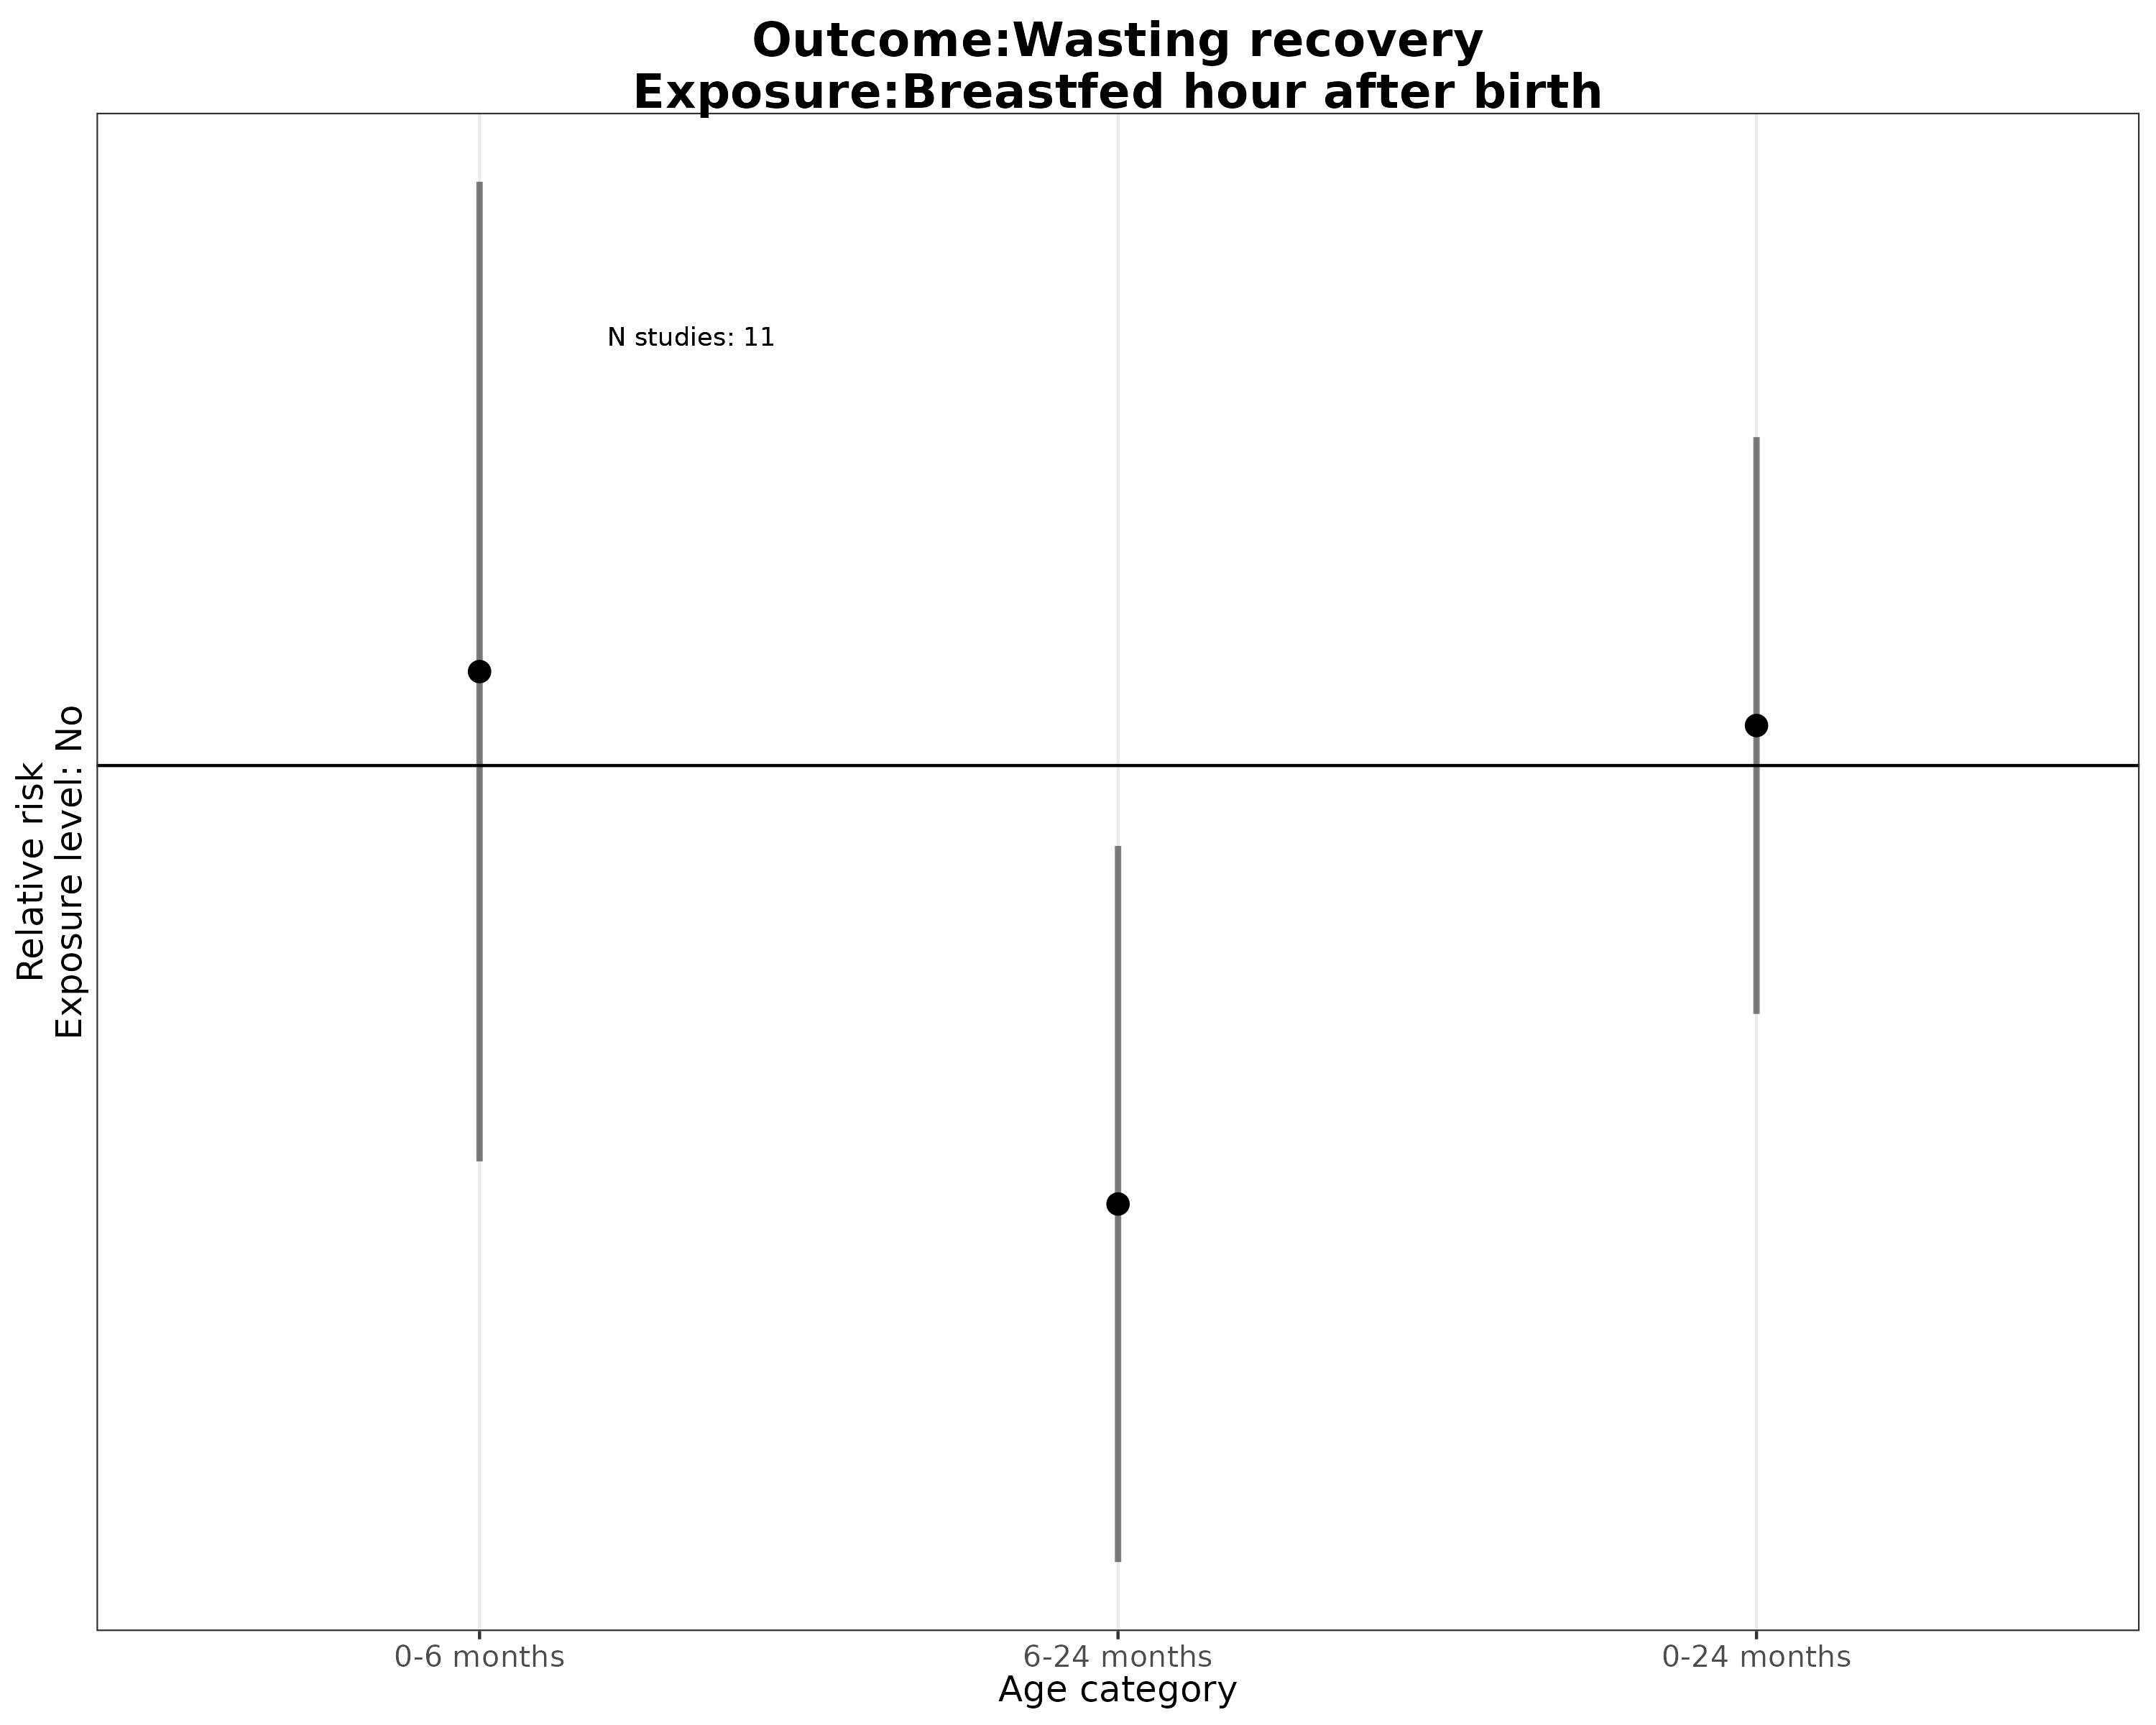 Outcome:Wasting recovery
Exposure:Breastfed hour after birth
N studies: 11
Relative risk
Exposure level: No
0-6 months
6-24 months
0-24 months
Age category